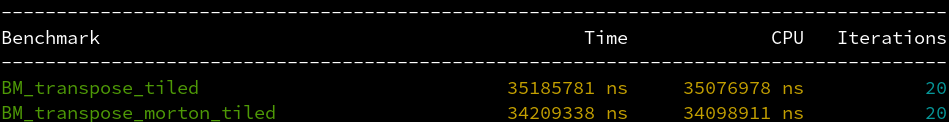 Benchmark Time CPU Iterations
BM_transpose_tiled 35185781 ns 35076978 ns 20
BM_transpose_morton_tiled 34209338 ns 34098911 ns 20